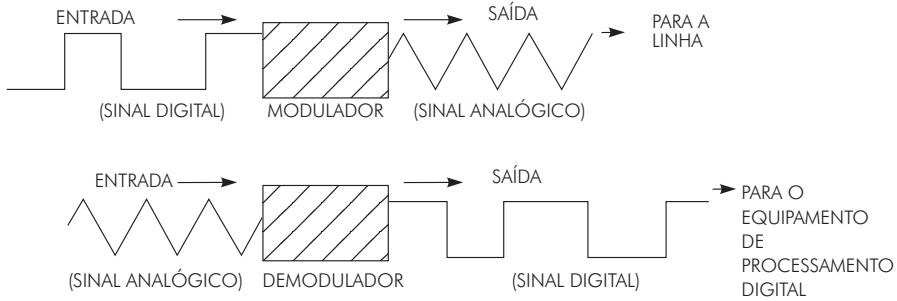 ENTRADA
SAÍDA
PARA A
LINHA
(SINAL DIGITAL)
MODULADOR
(SINAL ANALÓGICO)
ENTRADA
SAÍDA
PARA O
EQUIPAMENTO
DE
PROCESSAMENTO
DIGITAL
(SINAL ANALÓGICO)
DEMODULADOR
(SINAL DIGITAL)